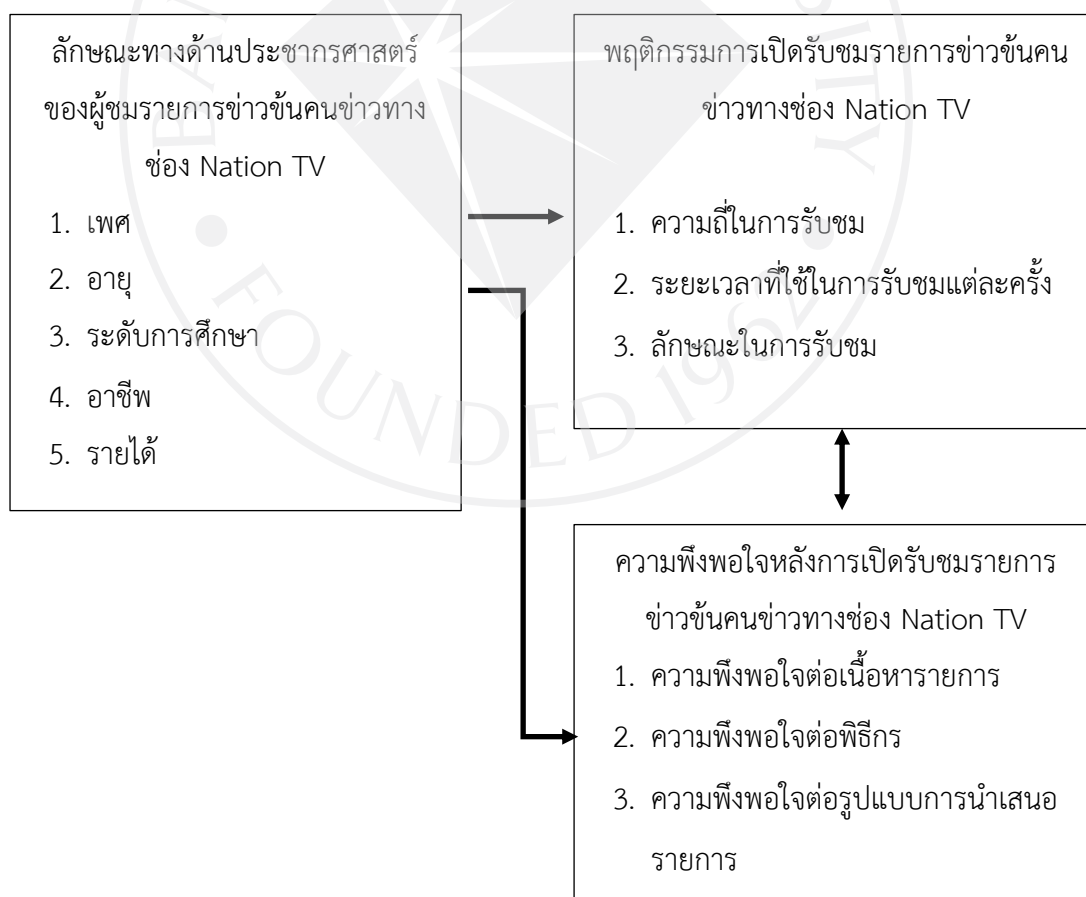 ลักษณะทางด้านประชากรศาสตร์
ของผู้ชมรายการข่าวข้นคนข่าวทาง
ช่อง Nation TV
1. เพศ
2. อายุ
3. ระดับการศึกษา
4. อาชีพ
5. รายได้
พฤติกรรมการเปิดรับชมรายการข่าวข้นคน
ข่าวทางช่อง Nation TV
1. ความถี่ในการรับชม
2. ระยะเวลาที่ใช้ในการรับชมแต่ละครั้ง
3. ลักษณะในการรับชม
ความพึงพอใจหลังการเปิดรับชมรายการ
ข่าวข้นคนข่าวทางช่อง Nation TV
1. ความพึงพอใจต่อเนื้อหารายการ
2. ความพึงพอใจต่อพิธีกร
3. ความพึงพอใจต่อรูปแบบการนำเสนอ
รายการ
FOUNDED 1962